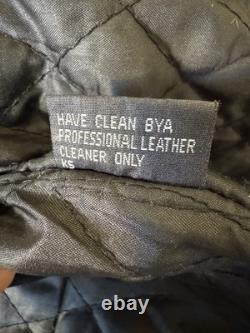 HAVE CLEAN BYA
PROFESSIONAL LEATHER
CLEANER ONLY
KS